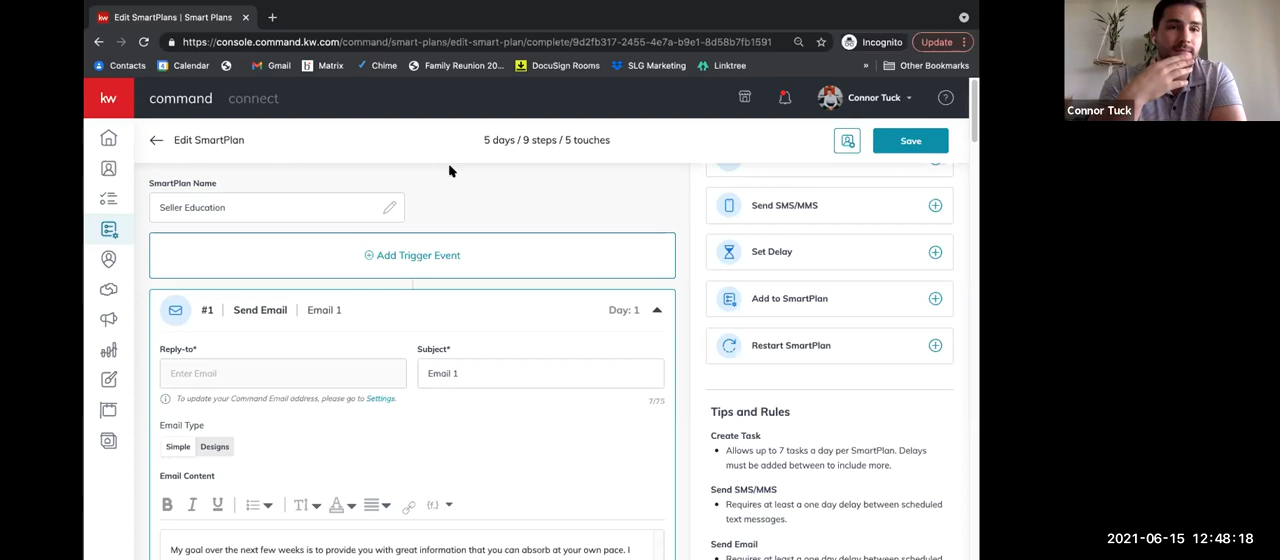 Edit SmartPlans | Smart Plans
https://console.command.kw.com/command/smart-plans/edit-smart-plan/complete/9d2fb317-2455-4e7a-b9e1-8d58b7fb1591
Incognito
Update
Contacts
Calendar
Gmail
Matrix
Chime
Family Reunion 20...
DocuSign Rooms
SLG Marketing
Linktree
»
Other Bookmarks
kw
command
connect
Connor Tuck
Edit SmartPlan
5 days / 9 steps / 5 touches
Save
SmartPlan Name
Seller Education
Add Trigger Event
#1
Send Email
Email 1
Day: 1
Reply-to*
Enter Email
Subject*
Email 1
To update your Command Email address, please go to Settings.
7/75
Email Type
Simple
Designs
Email Content
B I U
My goal over the next few weeks is to provide you with great information that you can absorb at your own pace. I
Send SMS/MMS
Set Delay
Add to SmartPlan
Restart SmartPlan
Tips and Rules
Create Task
• Allows up to 7 tasks a day per SmartPlan. Delays
must be added between to include more.
Send SMS/MMS
• Requires at least a one day delay between scheduled
text messages.
Send Email
• Requires at least a one day delay between scheduled
Connor Tuck
2021-06-15 12:48:18